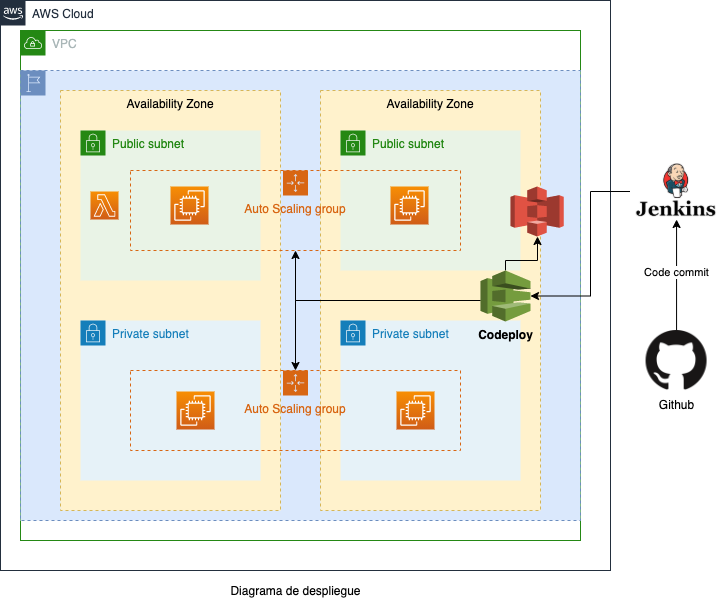 aws
AWS Cloud
VPC
Availability Zone
Availability Zone
Public subnet
Public subnet
Auto Scaling group
Jenkins
Code commit
Codeploy
Private subnet
Private subnet
Auto Scaling group
Github
Diagrama de despliegue